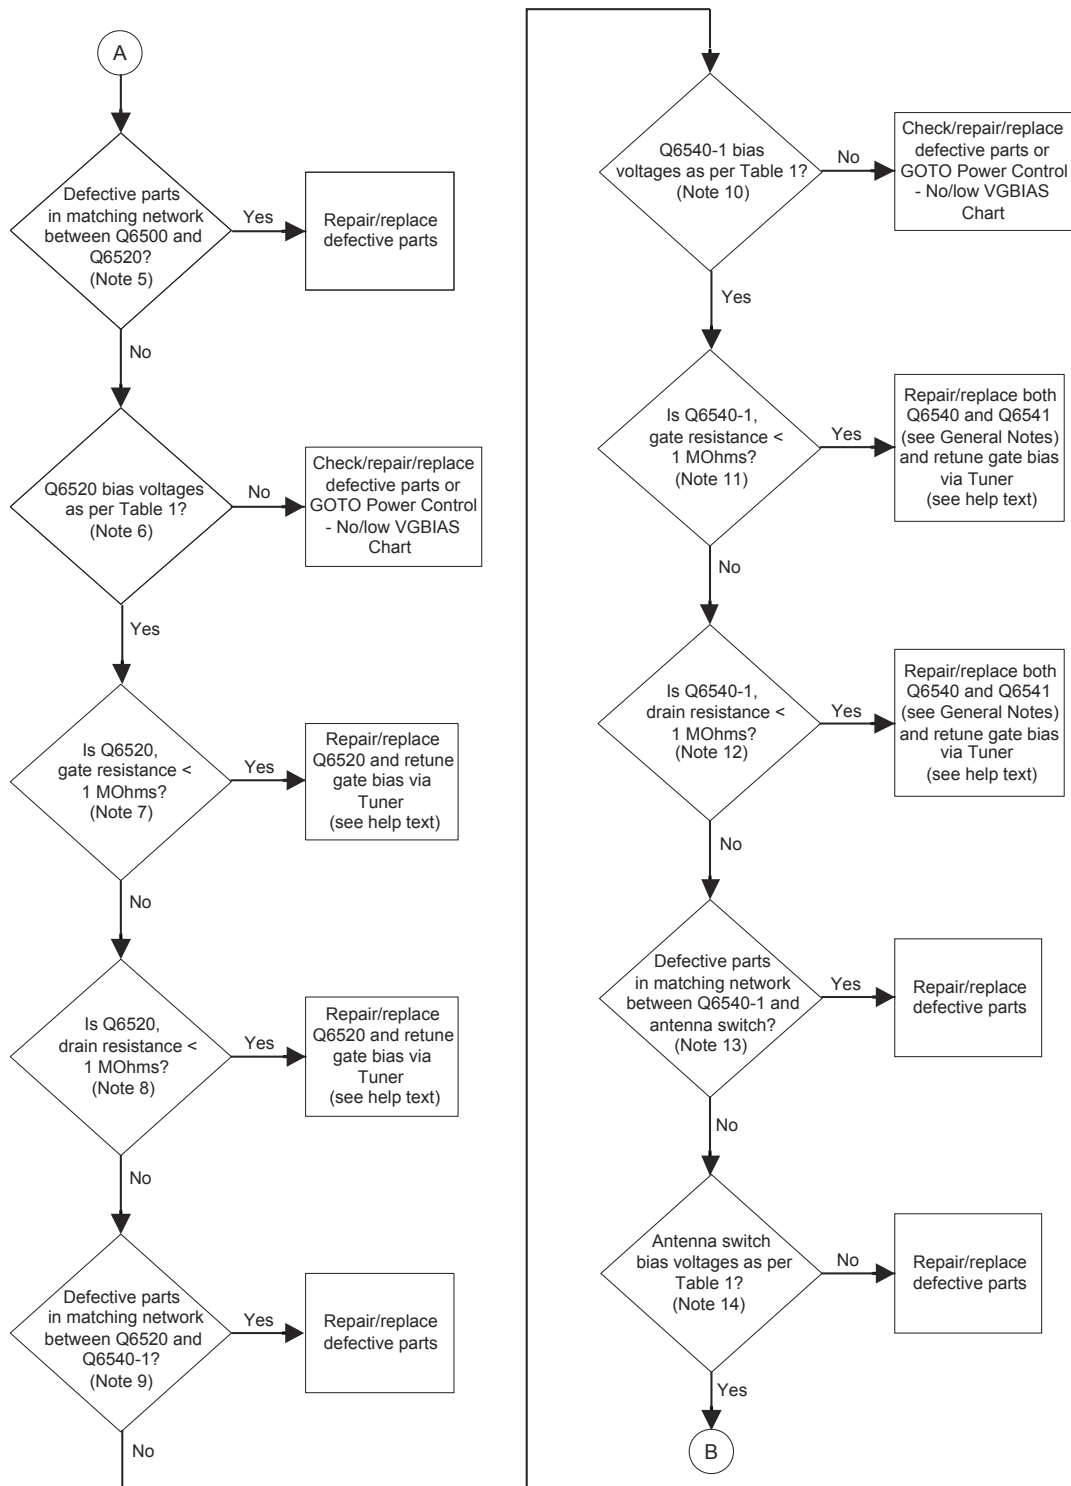 A
Defective parts
in matching network
between Q6500 and
Q6520?
(Note 5)
Yes
Repair/replace
defective parts
No
Q6520 bias voltages
as per Table 1?
(Note 6)
No
Check/repair/replace
defective parts or
GOTO Power Control
- No/low VGBIAS
Chart
Yes
Is Q6520,
gate resistance <
1 MOhms?
(Note 7)
Yes
Repair/replace
Q6520 and retune
gate bias via
Tuner
(see help text)
No
Is Q6520,
drain resistance <
1 MOhms?
(Note 8)
Yes
Repair/replace
Q6520 and retune
gate bias via
Tuner
(see help text)
No
Defective parts
in matching network
between Q6520 and
Q6540-1?
(Note 9)
Yes
Repair/replace
defective parts
No
Q6540-1 bias
voltages as per Table 1?
(Note 10)
No
Check/repair/replace
defective parts or
GOTO Power Control
- No/low VGBIAS
Chart
Yes
Is Q6540-1,
gate resistance <
1 MOhms?
(Note 11)
Yes
Repair/replace both
Q6540 and Q6541
(see General Notes)
and retune gate bias
via Tuner
(see help text)
No
Is Q6540-1,
drain resistance <
1 MOhms?
(Note 12)
Yes
Repair/replace both
Q6540 and Q6541
(see General Notes)
and retune gate bias
via Tuner
(see help text)
No
Defective parts
in matching network
between Q6540-1 and
antenna switch?
(Note 13)
Yes
Repair/replace
defective parts
No
Antenna switch
bias voltages as per
Table 1?
(Note 14)
No
Repair/replace
defective parts
Yes
B